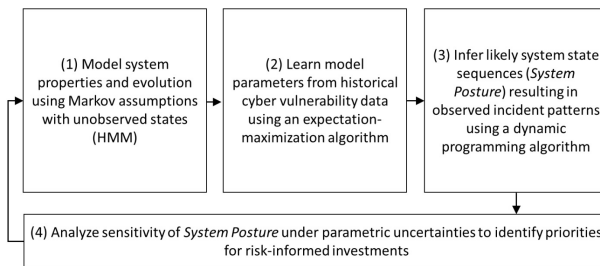 (1) Model system
properties and evolution
using Markov assumptions
with unobserved states
(HMM)
(2) Learn model
parameters from historical
cyber vulnerability data
using an expectation-
maximization algorithm
(3) Infer likely system state
sequences (System
Posture) resulting in
observed incident patterns
using a dynamic
programming algorithm
(4) Analyze sensitivity of System Posture under parametric uncertainties to identify priorities
for risk-informed investments